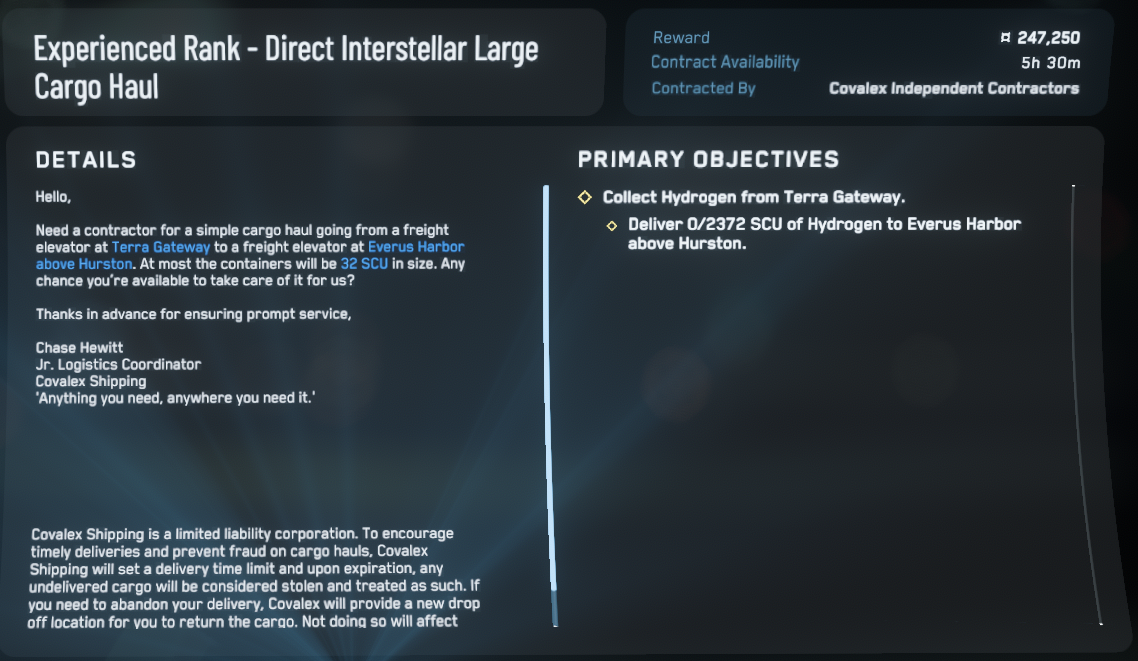 Experienced Rank - Direct Interstellar Large
Cargo Haul
Reward ¤ 247,250
Contract Availability 5h 30m
Contracted By Covalex Independent Contractors
DETAILS
Hello,
Need a contractor for a simple cargo haul going from a freight
elevator at Terra Gateway to a freight elevator at Everus Harbor
above Hurston. At most the containers will be 32 SCU in size. Any
chance you're available to take care of it for us?
Thanks in advance for ensuring prompt service,
Chase Hewitt
Jr. Logistics Coordinator
Covalex Shipping
'Anything you need, anywhere you need it.'
Covalex Shipping is a limited liability corporation. To encourage
timely deliveries and prevent fraud on cargo hauls, Covalex
Shipping will set a delivery time limit and upon expiration, any
undelivered cargo will be considered stolen and treated as such. If
you need to abandon your delivery, Covalex will provide a new drop
off location for you to return the cargo. Not doing so will affect
PRIMARY OBJECTIVES
Collect Hydrogen from Terra Gateway.
Deliver 0/2372 SCU of Hydrogen to Everus Harbor
above Hurston.